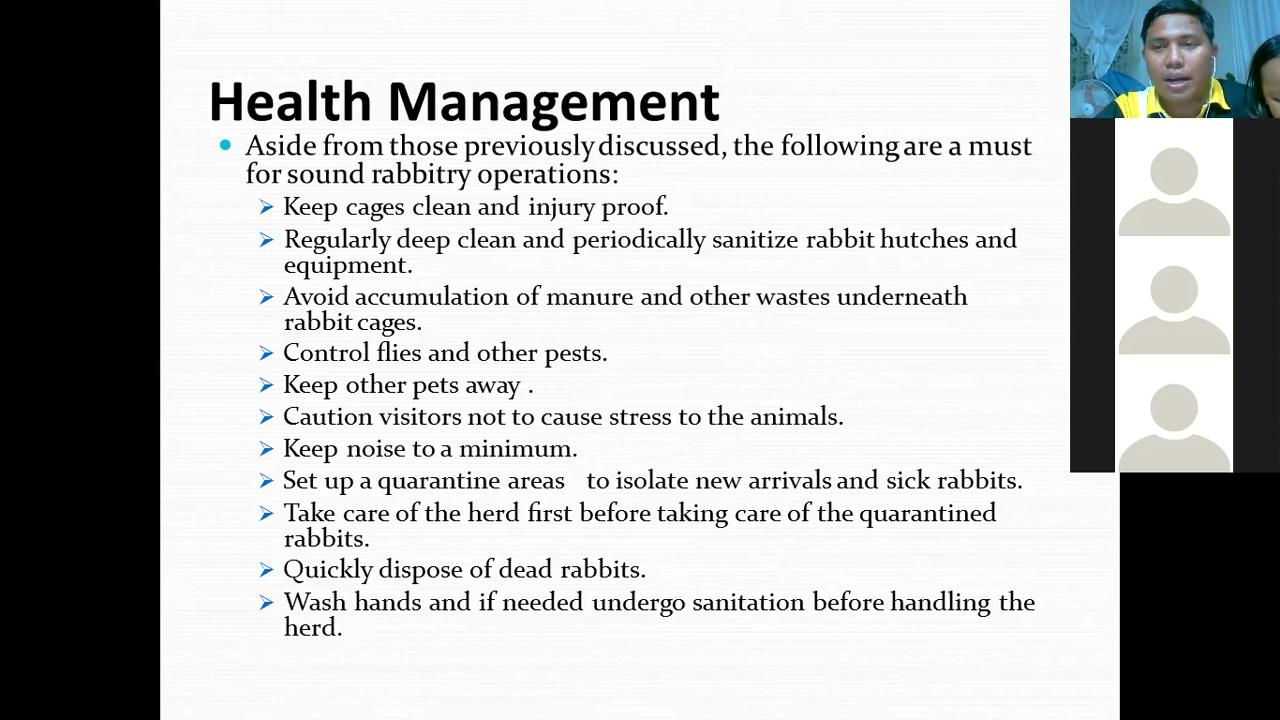 Health Management
Aside from those previously discussed, the following are a must
for sound rabbitry operations:
Keep cages clean and injury proof.
Regularly deep clean and periodically sanitize rabbit hutches and
equipment.
Avoid accumulation of manure and other wastes underneath
rabbit cages.
Control flies and other pests.
Keep other pets away .
Caution visitors not to cause stress to the animals.
Keep noise to a minimum.
Set up a quarantine areas to isolate new arrivals and sick rabbits.
Take care of the herd first before taking care of the quarantined
rabbits.
Quickly dispose of dead rabbits.
Wash hands and if needed undergo sanitation before handling the
herd.